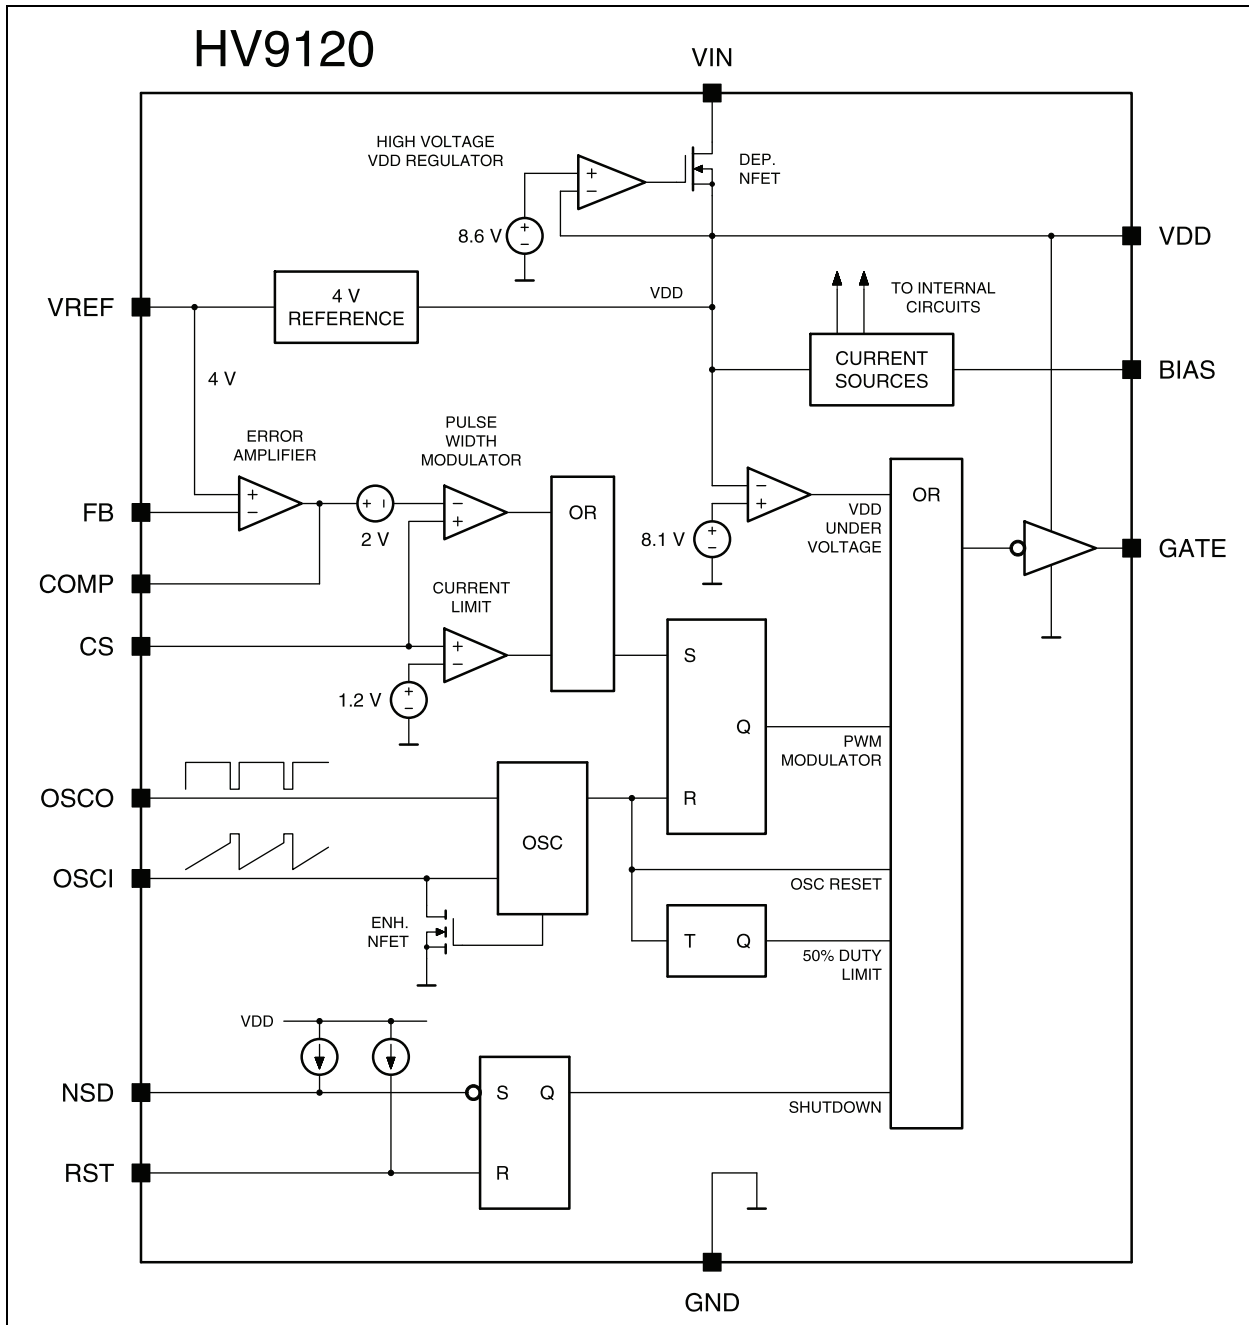 HV9120
VIN
HIGH VOLTAGE
VDD REGULATOR
+
−
DEP.
NFET
8.6 V
+
−
VDD
VREF
4 V
REFERENCE
VDD
TO INTERNAL
CIRCUITS
CURRENT
SOURCES
BIAS
4 V
ERROR
AMPLIFIER
PULSE
WIDTH
MODULATOR
+
−
+ −
2 V
−
+
OR
FB
COMP
−
+
8.1 V
+
−
VDD
UNDER
VOLTAGE
OR
GATE
CURRENT
LIMIT
CS
+
−
1.2 V
+
−
S
Q
R
PWM
MODULATOR
OSCO
OSC
OSCI
OSC RESET
ENH.
NFET
T Q
50% DUTY
LIMIT
VDD
NSD
S Q
R
SHUTDOWN
RST
GND